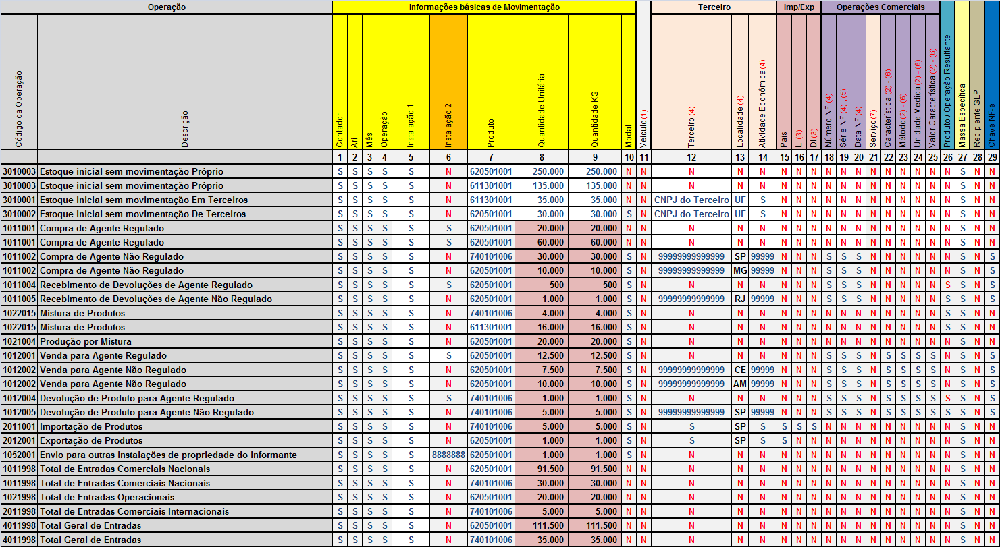 Operação Informações básicas de Movimentação Terceiro Imp/Exp Operações Comerciais
Código da Operação Descrição Contador Ari Mês Operação Instalação 1 Instalação 2 Produto Quantidade Unitária Quantidade KG Modal Veículo (1) Terceiro (4) Localidade (4) Atividade Econômica (4) País LI (3) DI (3) Número NF (4) Série NF (4) , (5) Data NF (4) Serviço (7) Característica (2) - (6) Método (2) - (6) Unidade Medida (2) - (6) Valor Característica (2) - (6) Produto / Operação Resultante Massa Específica Recipiente GLP Chave NF-e
1 2 3 4 5 6 7 8 9 10 11 12 13 14 15 16 17 18 19 20 21 22 23 24 25 26 27 28 29
3010003 Estoque inicial sem movimentação Próprio S S S S S N 620501001 250.000 250.000 N N N N N N N N N N N N N N N N N S N N
3010003 Estoque inicial sem movimentação Próprio S S S S S N 611301001 135.000 135.000 N N N N N N N N N N N N N N N N N S N N
3010001 Estoque inicial sem movimentação Em Terceiros S S S S S N 611301001 35.000 35.000 N N CNPJ do Terceiro UF S N N N N N N N N N N N N S N N
3010002 Estoque inicial sem movimentação De Terceiros S S S S S N 620501001 30.000 30.000 S N CNPJ do Terceiro UF S N N N N N N N N N N N N S N N
1011001 Compra de Agente Regulado S S S S S S 620501001 20.000 20.000 N N N N N N N N N N N N N N N N N S N N
1011001 Compra de Agente Regulado S S S S S S 620501001 60.000 60.000 N N N N N N N N N N N N N N N N N S N N
1011002 Compra de Agente Não Regulado S S S S S N 740101006 30.000 30.000 S N 99999999999999 SP 99999 N N N S S S N N N N N N S N S
1011002 Compra de Agente Não Regulado S S S S S N 740101006 10.000 10.000 S N 99999999999999 MG 99999 N N N S S S N N N N N N S N S
1011004 Recebimento de Devoluções de Agente Regulado S S S S S S 620501001 500 500 S N N N N N N N S S S N N N N N S S N S
1011005 Recebimento de Devoluções de Agente Não Regulado S S S S S N 620501001 1.000 1.000 S N 99999999999999 RJ 99999 N N N S S S N N N N N S S N S
1022015 Mistura de Produtos S S S S S N 740101006 4.000 4.000 S N N N N N N N N N N N N N N N S S N N
1022015 Mistura de Produtos S S S S S N 611301001 16.000 16.000 S N N N N N N N N N N N N N N N S S N N
1021004 Produção por Mistura S S S S S N 620501001 20.000 20.000 S N N N N N N N N N N N N N N N N S N N
1012001 Venda para Agente Regulado S S S S S S 620501001 12.500 12.500 S N N N N N N N S S S N S S S S N S N S
1012002 Venda para Agente Não Regulado S S S S S N 620501001 7.500 7.500 S N 99999999999999 CE 99999 N N N S S S N S S S S N S N S
1012002 Venda para Agente Não Regulado S S S S S N 620501001 10.000 10.000 S N 99999999999999 AM 99999 N N N S S S N S S S S N S N S
1012004 Devolução de Produto para Agente Regulado S S S S S S 740101006 1.000 1.000 S N N N N N N N S S S N S S S S S S N S
1012005 Devolução de Produto para Agente Não Regulado S S S S S N 740101006 5.000 5.000 S N 99999999999999 SP 99999 N N N S S S N S S S S S S N S
2011001 Importação de Produtos S S S S S N 740101006 5.000 5.000 S N S SP S S S S N N N N N N N N N S N N
2012001 Exportação de Produtos S S S S S N 620501001 1.000 1.000 S N S SP S S N N N N N N N N N N N S N N
1052001 Envio para outras instalações de propriedade do informante S S S S S 8888888 620501001 1.000 1.000 S N N N N N N N N N N N N N N N N S N N
1011998 Total de Entradas Comerciais Nacionais S S S S S N 620501001 91.500 91.500 N N N N N N N N N N N N N N N N N S N N
1011998 Total de Entradas Comerciais Nacionais S S S S S N 740101006 30.000 30.000 N N N N N N N N N N N N N N N N N S N N
1021998 Total de Entradas Operacionais S S S S S N 620501001 20.000 20.000 N N N N N N N N N N N N N N N N N S N N
2011998 Total de Entradas Comerciais Internacionais S S S S S N 740101006 5.000 5.000 N N N N N N N N N N N N N N N N N S N N
4011998 Total Geral de Entradas S S S S S N 620501001 111.500 111.500 N N N N N N N N N N N N N N N N N S N N
4011998 Total Geral de Entradas S S S S S N 740101006 35.000 35.000 N N N N N N N N N N N N N N N N N S N N